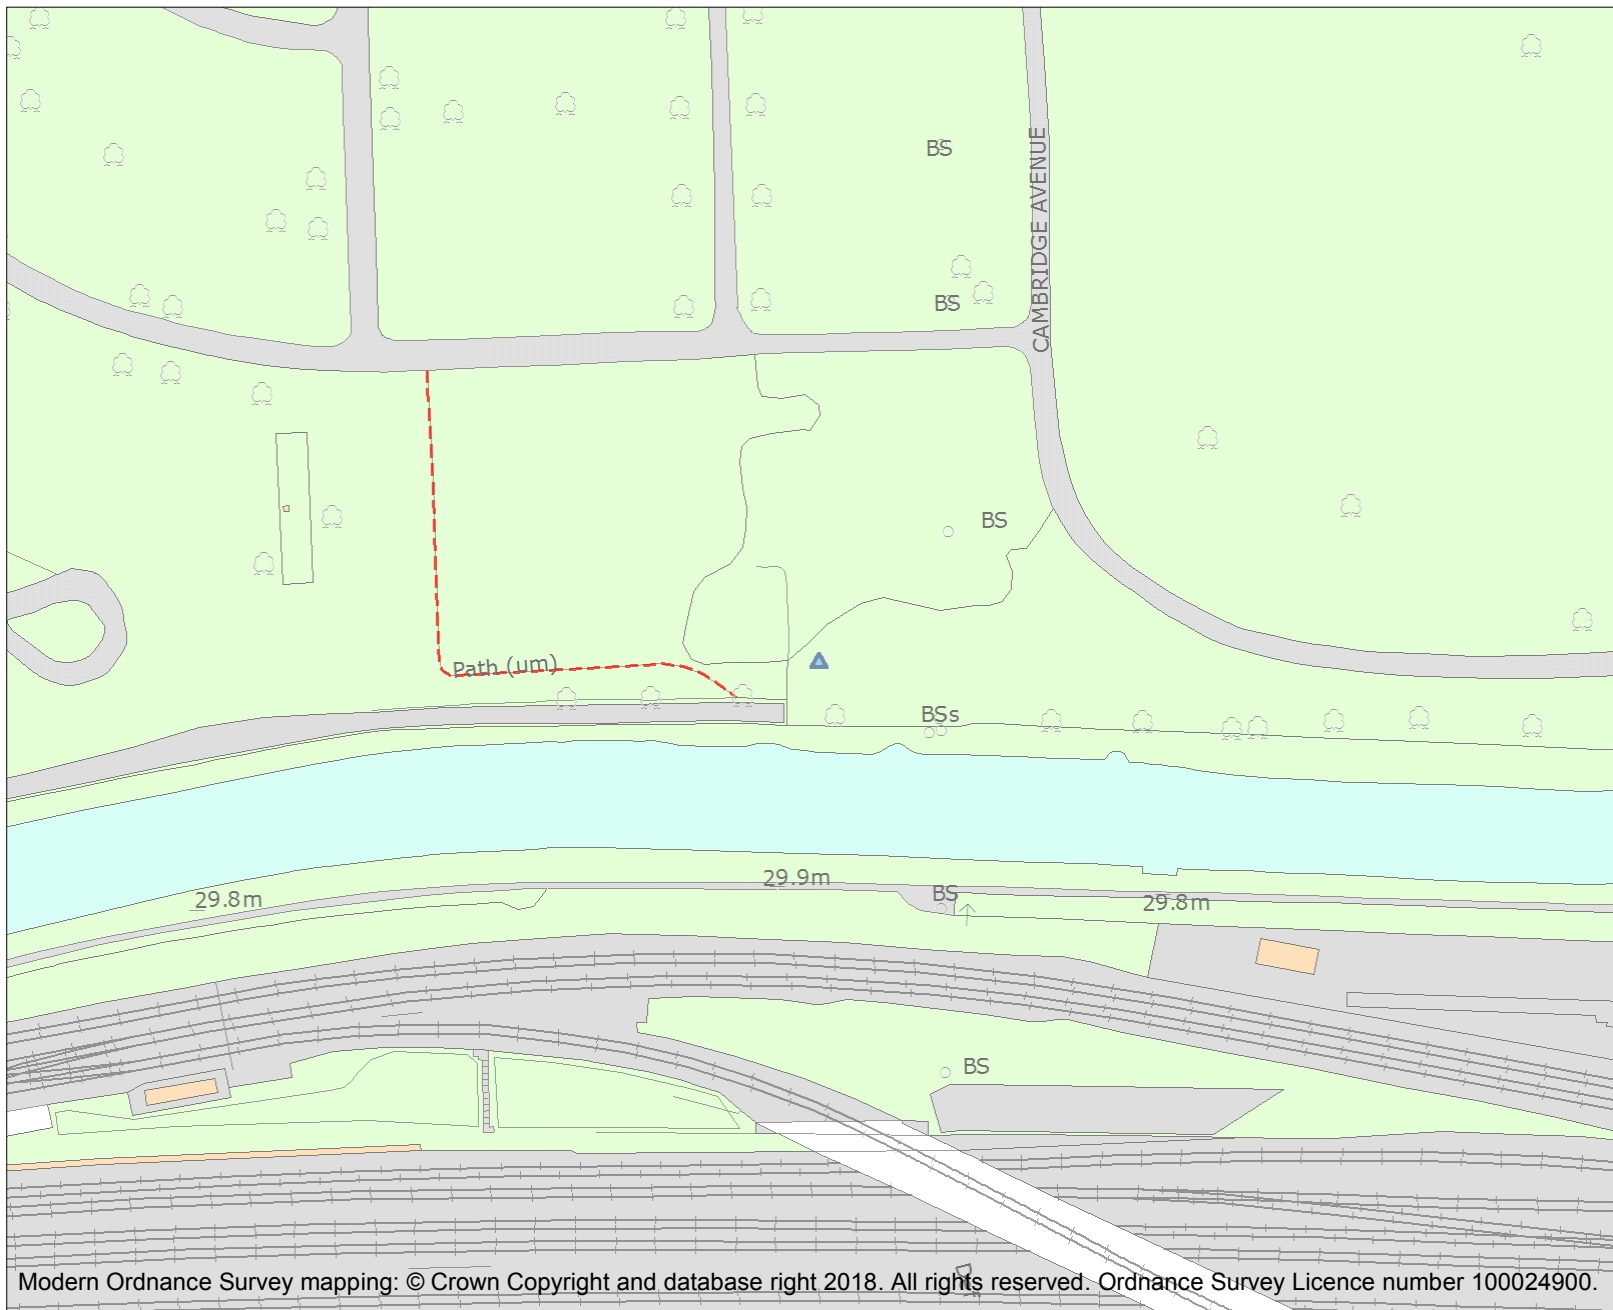 BS
CAMBRIDGE AVENUE
BS
BS
Path (um)
BSs
29.9m
29.8m
BS
29.8m
BS
Modern Ordnance Survey mapping: © Crown Copyright and database right 2018. All rights reserved. Ordnance Survey Licence number 100024900.